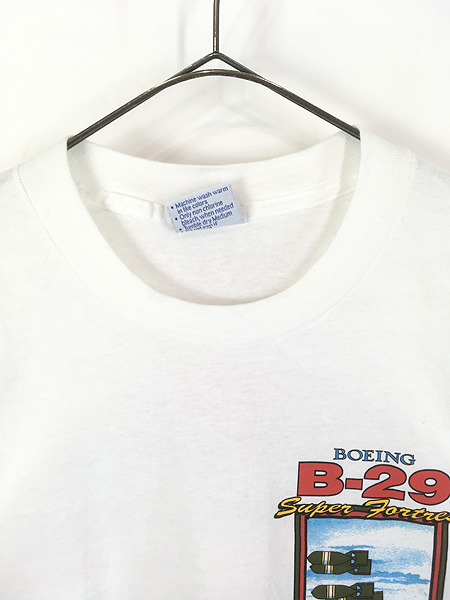 • Machine wash warm
in like colors
• Only non chlorine
bleach, when needed
• Tumble dry Medium
BOEING
B-29
Super Fortres